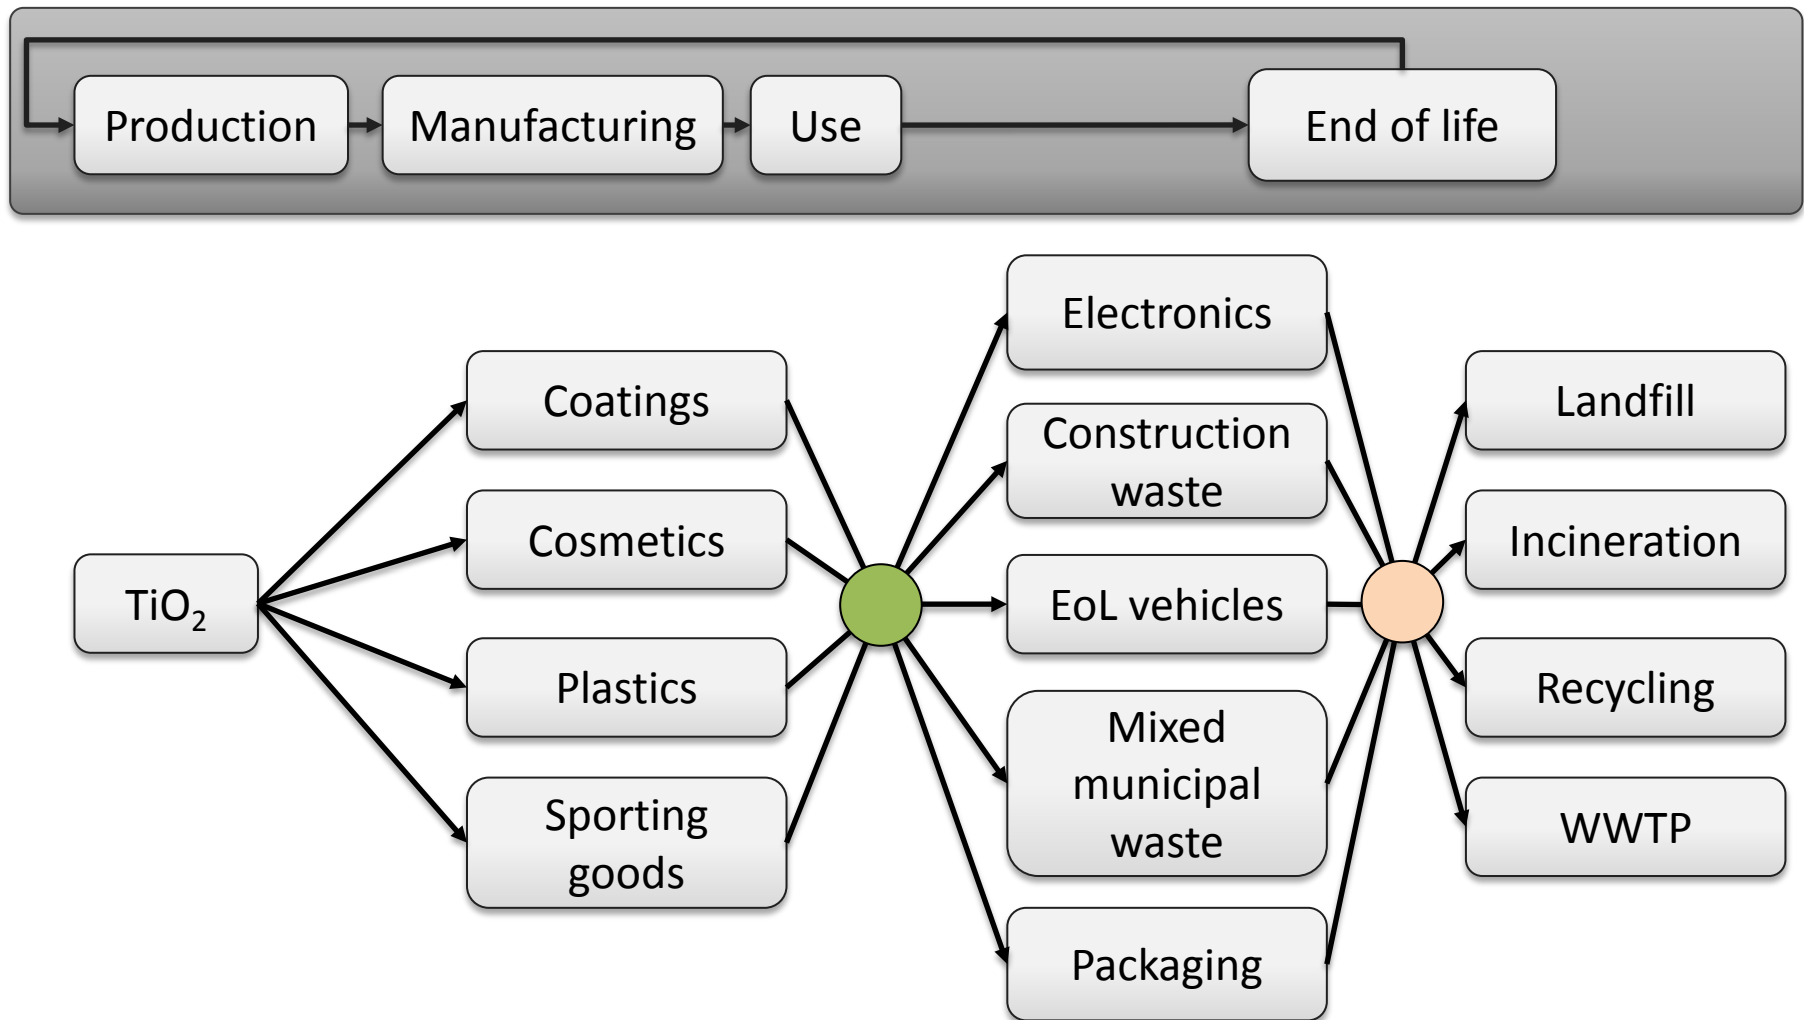 Production
Manufacturing
Use
End of life
TiO₂
Coatings
Cosmetics
Plastics
Sporting
goods
Electronics
Construction
waste
EoL vehicles
Mixed
municipal
waste
Packaging
Landfill
Incineration
Recycling
WWTP